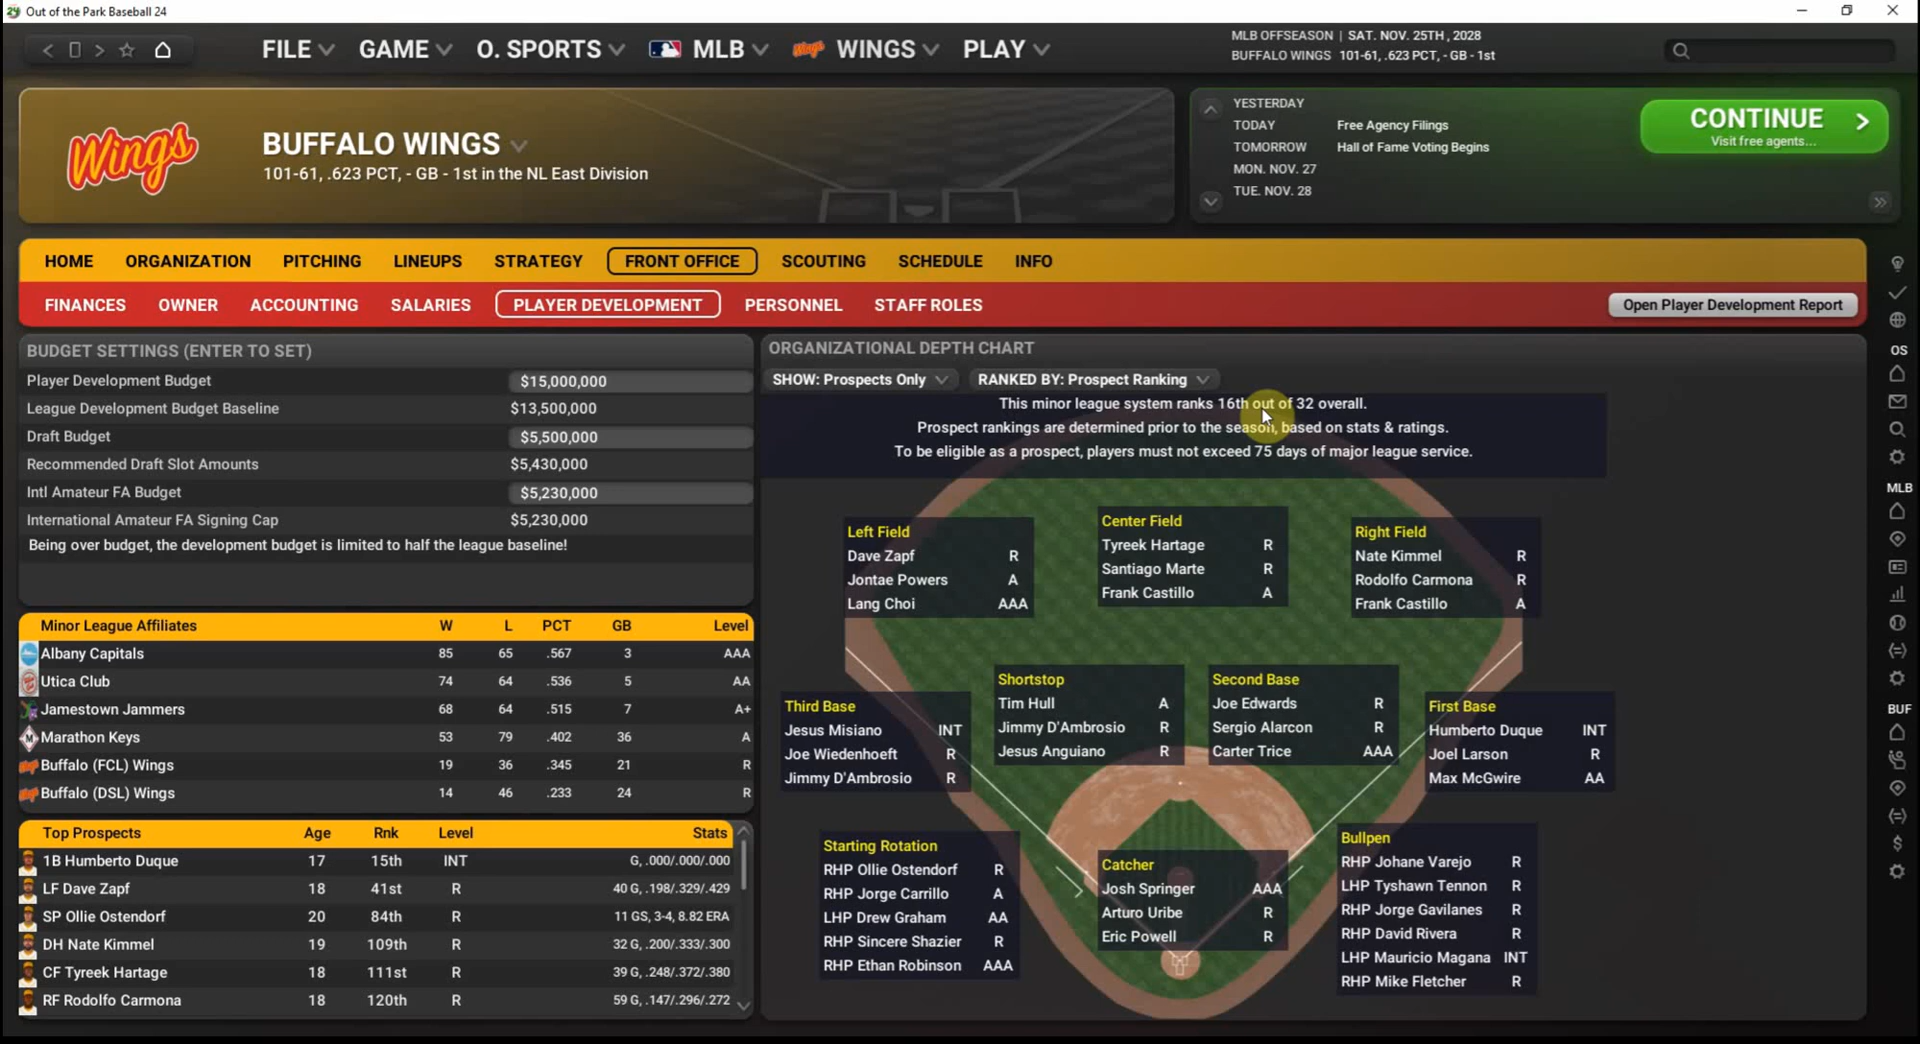 Out of the Park Baseball 24
FILE GAME O. SPORTS MLB WINGS PLAY
MLB OFFSEASON | SAT. NOV. 25TH , 2028
BUFFALO WINGS 101-61, .623 PCT, - GB - 1st
Wings
BUFFALO WINGS
101-61, .623 PCT, - GB - 1st in the NL East Division
YESTERDAY
TODAY Free Agency Filings
TOMORROW Hall of Fame Voting Begins
MON. NOV. 27
TUE. NOV. 28
CONTINUE
Visit free agents...
HOME ORGANIZATION PITCHING LINEUPS STRATEGY FRONT OFFICE SCOUTING SCHEDULE INFO
FINANCES OWNER ACCOUNTING SALARIES PLAYER DEVELOPMENT PERSONNEL STAFF ROLES Open Player Development Report
BUDGET SETTINGS (ENTER TO SET)
Player Development Budget $15,000,000
League Development Budget Baseline $13,500,000
Draft Budget $5,500,000
Recommended Draft Slot Amounts $5,430,000
Intl Amateur FA Budget $5,230,000
International Amateur FA Signing Cap $5,230,000
Being over budget, the development budget is limited to half the league baseline!
Minor League Affiliates W L PCT GB Level
Albany Capitals 85 65 .567 3 AAA
Utica Club 74 64 .536 5 AA
Jamestown Jammers 68 64 .515 7 A+
Marathon Keys 53 79 .402 36 A
Buffalo (FCL) Wings 19 36 .345 21 R
Buffalo (DSL) Wings 14 46 .233 24 R
Top Prospects Age Rnk Level Stats
1B Humberto Duque 17 15th INT G, .000/.000/.000
LF Dave Zapf 18 41st R 40 G, .198/.329/.429
SP Ollie Ostendorf 20 84th R 11 GS, 3-4, 8.82 ERA
DH Nate Kimmel 19 109th R 32 G, .200/.333/.300
CF Tyreek Hartage 18 111st R 39 G, .248/.372/.380
RF Rodolfo Carmona 18 120th R 59 G, .147/.296/.272
ORGANIZATIONAL DEPTH CHART
SHOW: Prospects Only RANKED BY: Prospect Ranking
This minor league system ranks 16th out of 32 overall.
Prospect rankings are determined prior to the season, based on stats & ratings.
To be eligible as a prospect, players must not exceed 75 days of major league service.
Left Field
Dave Zapf R
Jontae Powers A
Lang Choi AAA
Center Field
Tyreek Hartage R
Santiago Marte R
Frank Castillo A
Right Field
Nate Kimmel R
Rodolfo Carmona R
Frank Castillo A
Third Base
Jesus Misiano INT
Joe Wiedenhoeft R
Jimmy D'Ambrosio R
Shortstop
Tim Hull A
Jimmy D'Ambrosio R
Jesus Anguiano R
Second Base
Joe Edwards R
Sergio Alarcon R
Carter Trice AAA
First Base
Humberto Duque INT
Joel Larson R
Max McGwire AA
Starting Rotation
RHP Ollie Ostendorf R
RHP Jorge Carrillo A
LHP Drew Graham AA
RHP Sincere Shazier R
RHP Ethan Robinson AAA
Catcher
Josh Springer AAA
Arturo Uribe R
Eric Powell R
Bullpen
RHP Johane Varejo R
LHP Tyshawn Tennon R
RHP Jorge Gavilanes R
RHP David Rivera R
LHP Mauricio Magana INT
RHP Mike Fletcher R
OS
MLB
BUF